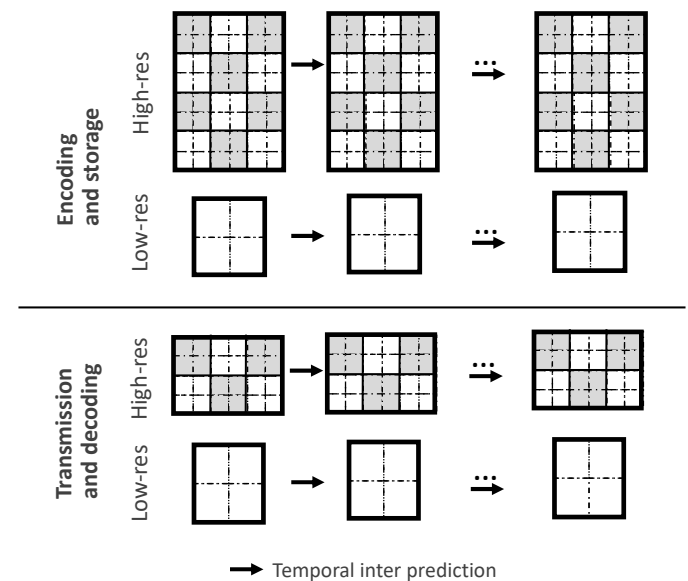 Encoding
and storage
High-res
...
Low-res
...
Transmission
and decoding
High-res
...
Low-res
...
Temporal inter prediction